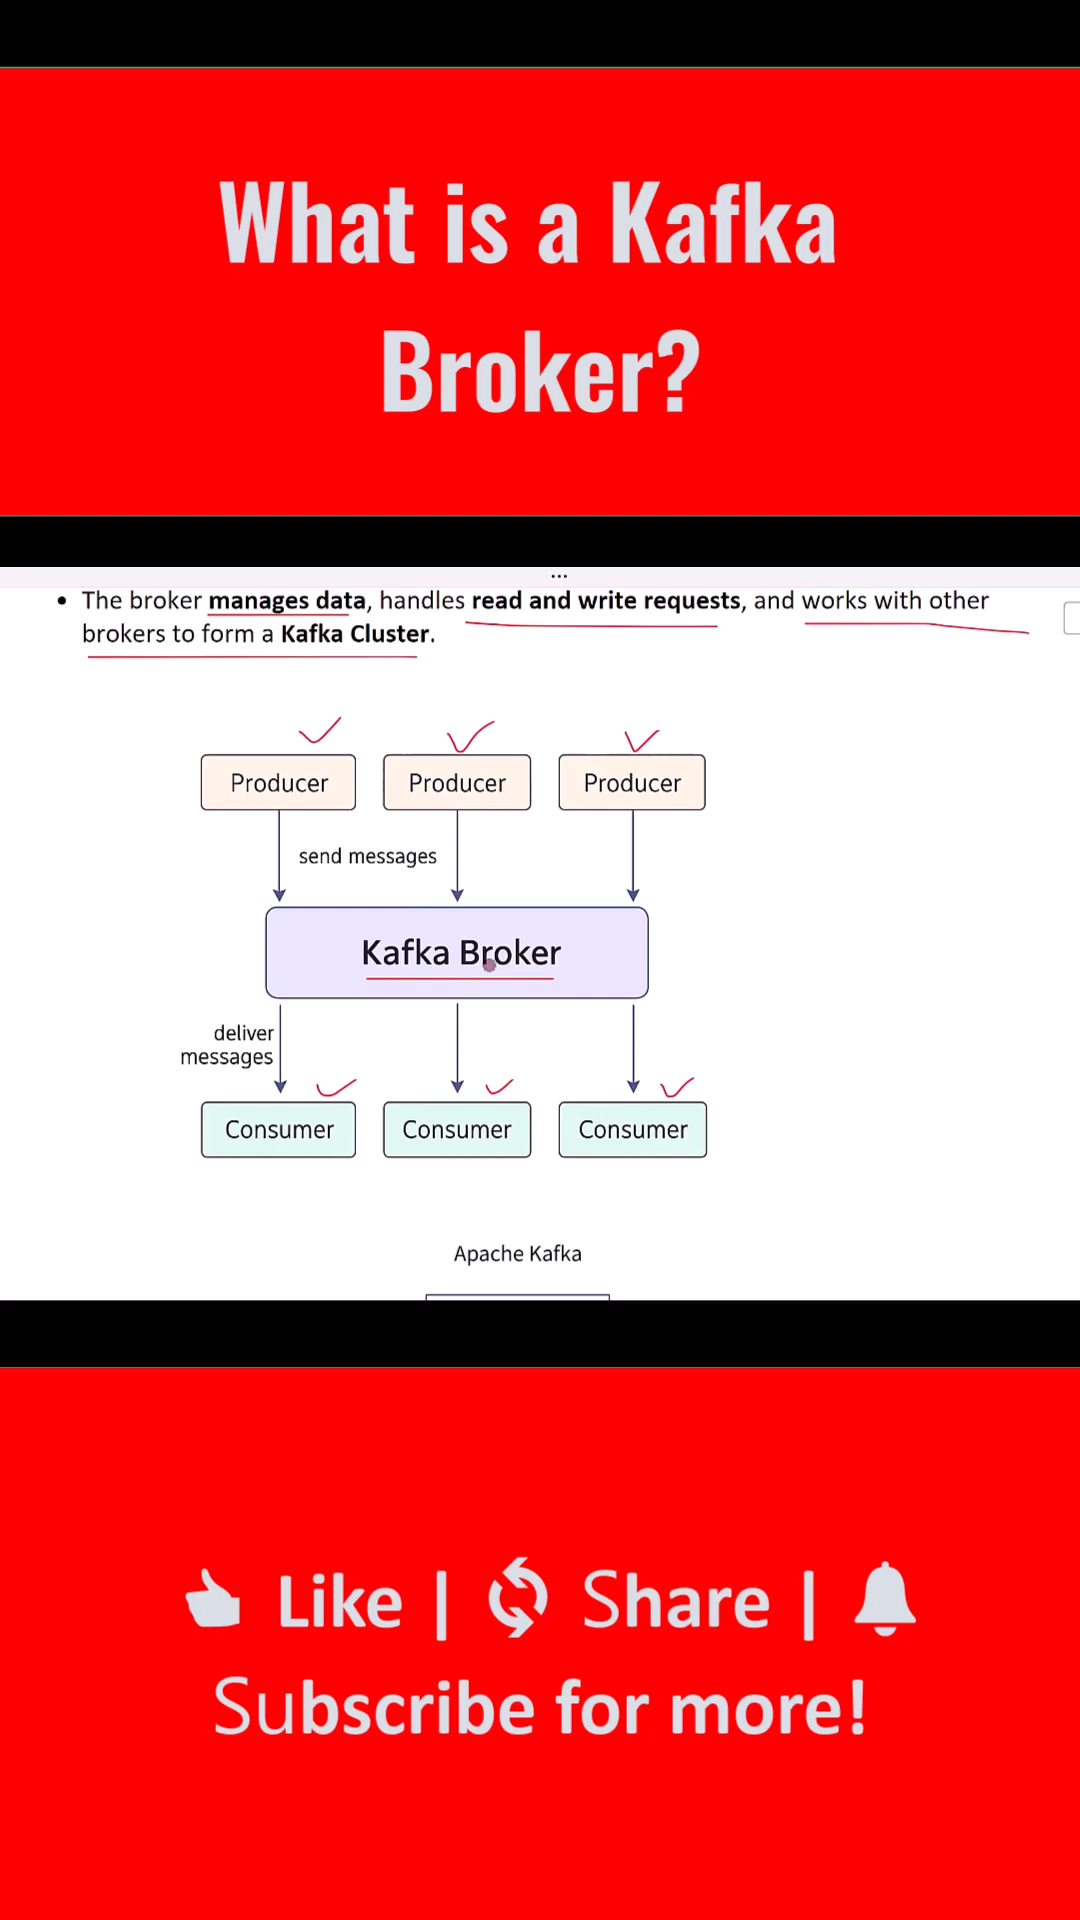 What is a Kafka
Broker?
...
• The broker manages data, handles read and write requests, and works with other
brokers to form a Kafka Cluster.
Producer
Producer
Producer
send messages
Kafka Broker
deliver
messages
Consumer
Consumer
Consumer
Apache Kafka
Like | Share |
Subscribe for more!